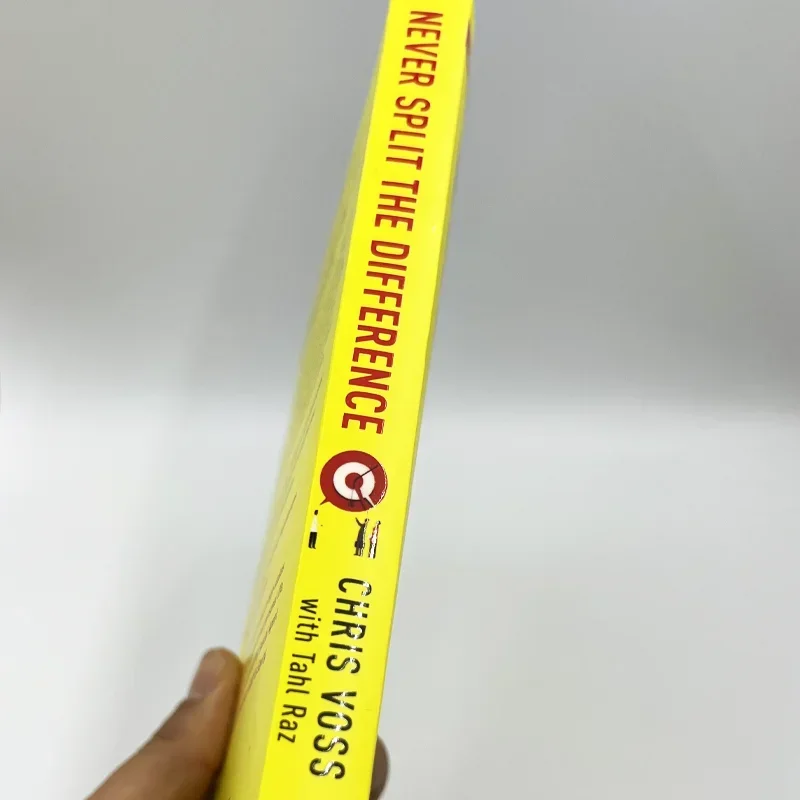 NEVER SPLIT THE DIFFERENCE
CHRIS VOSS
with Tahl Raz